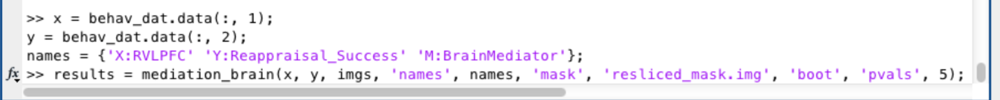 >> x = behav_dat.data(:, 1);
y = behav_dat.data(:, 2);
names = {'X:RVLPFC' 'Y:Reappraisal_Success' 'M:BrainMediator'};
fx >> results = mediation_brain(x, y, imgs, 'names', names, 'mask', 'resliced_mask.img', 'boot', 'pvals', 5);